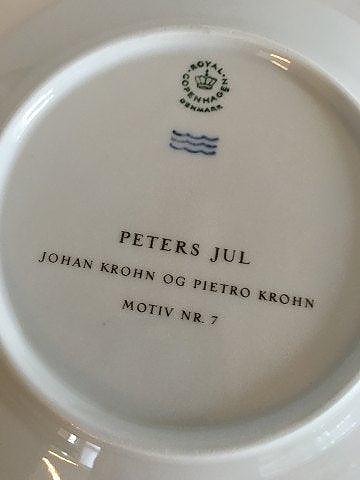 ROYAL
COPENHAGEN
DENMARK
PETERS JUL
JOHAN KROHN OG PIETRO KROHN
MOTIV NR. 7